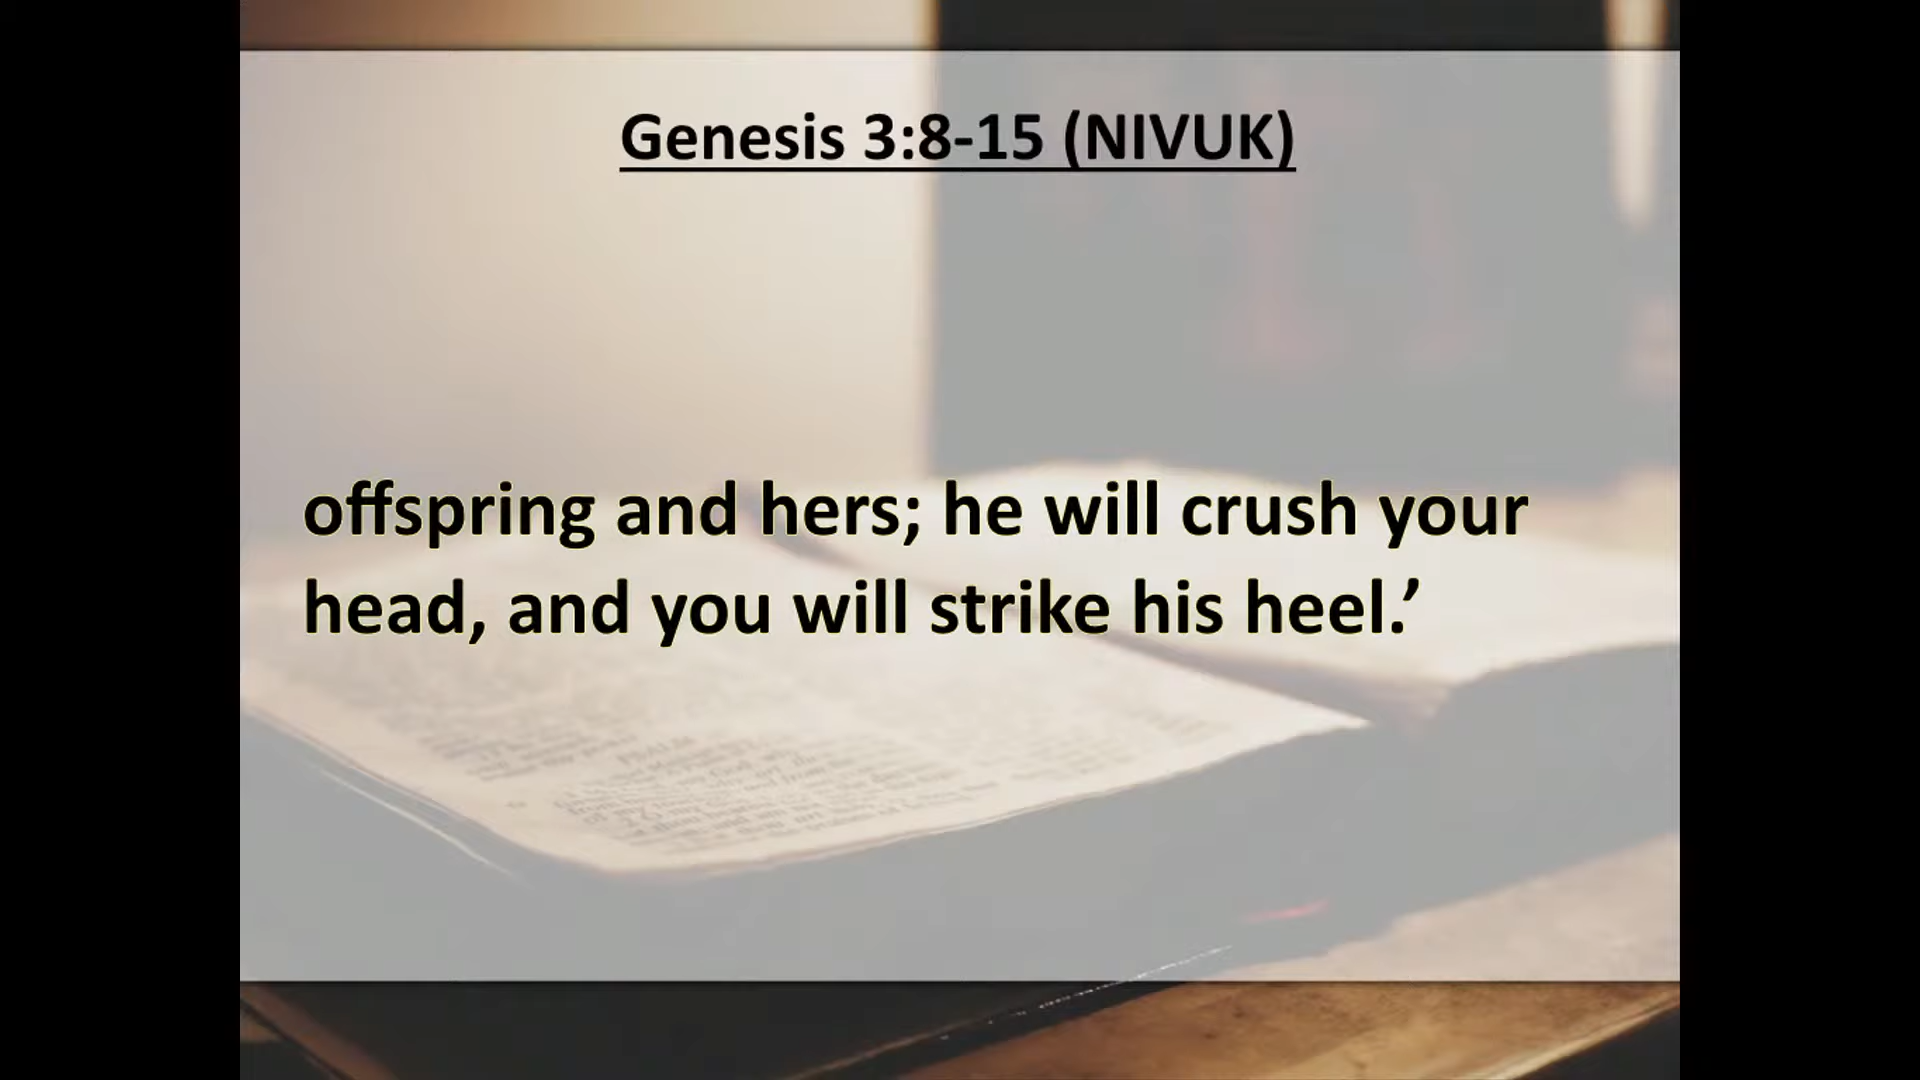 Genesis 3:8-15 (NIVUK)
offspring and hers; he will crush your
head, and you will strike his heel.’